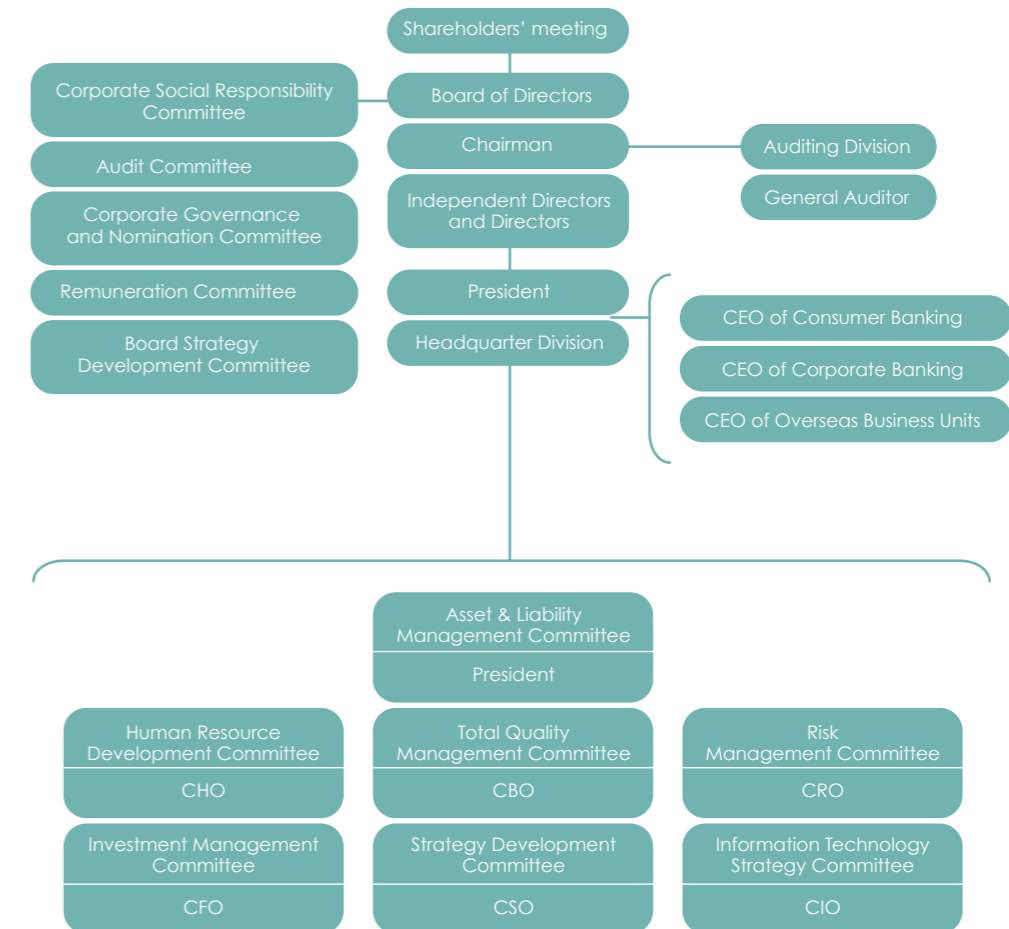 Shareholders’ meeting
Corporate Social Responsibility
Committee
Audit Committee
Corporate Governance
and Nomination Committee
Remuneration Committee
Board Strategy
Development Committee
Board of Directors
Chairman
Independent Directors
and Directors
President
Headquarter Division
Auditing Division
General Auditor
CEO of Consumer Banking
CEO of Corporate Banking
CEO of Overseas Business Units
Asset & Liability
Management Committee
President
Human Resource
Development Committee
CHO
Total Quality
Management Committee
CBO
Risk
Management Committee
CRO
Investment Management
Committee
CFO
Strategy Development
Committee
CSO
Information Technology
Strategy Committee
CIO